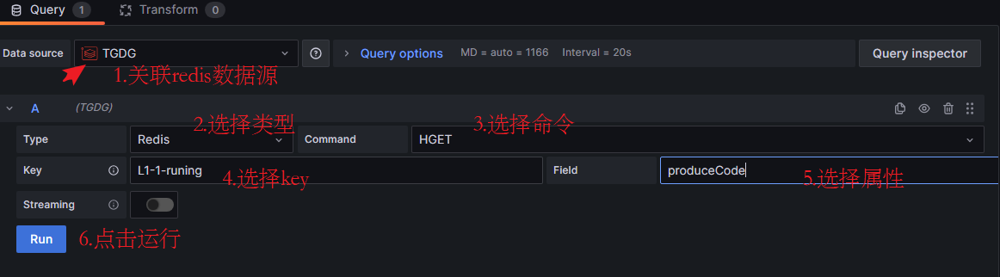 Query 1 Transform 0
Data source TGDG Query options MD = auto = 1166 Interval = 20s Query inspector
1.关联redis数据源
A (TGDG)
2.选择类型 3.选择命令
Type Redis Command HGET
Key L1-1-runing Field produceCode
4.选择key 5.选择属性
Streaming
Run 6.点击运行